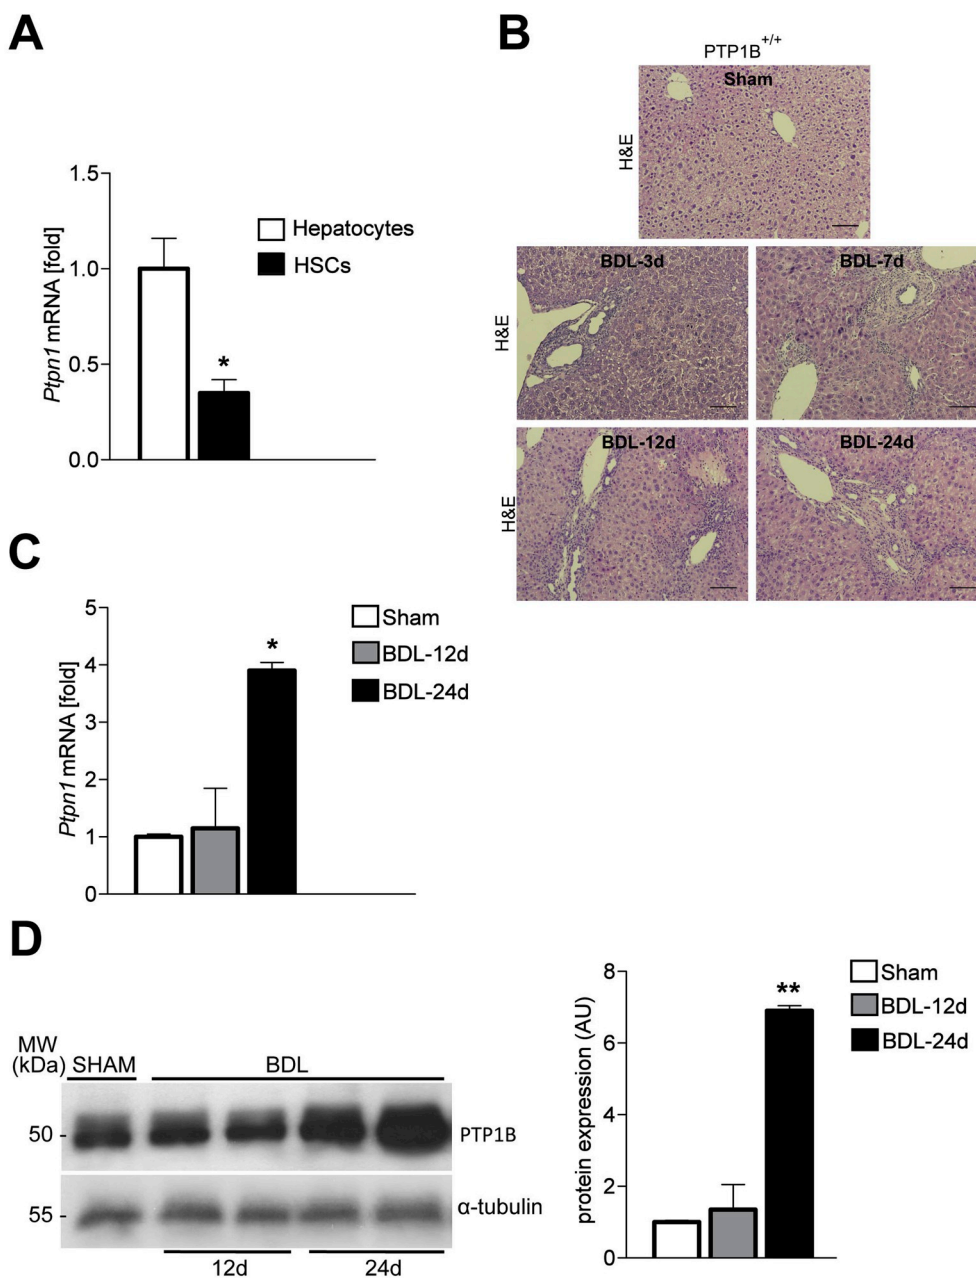 A
1.5
1.0
0.5
0.0
Ptpn1 mRNA [fold]
*
Hepatocytes
HSCs
B
PTP1B+/+
Sham
H&E
BDL-3d
BDL-7d
H&E
BDL-12d
BDL-24d
H&E
C
5
4
3
2
1
0
Ptpn1 mRNA [fold]
*
Sham
BDL-12d
BDL-24d
D
MW
(kDa)
SHAM
BDL
50 -
PTP1B
55 -
α-tubulin
12d
24d
8
6
4
2
0
protein expression (AU)
**
Sham
BDL-12d
BDL-24d